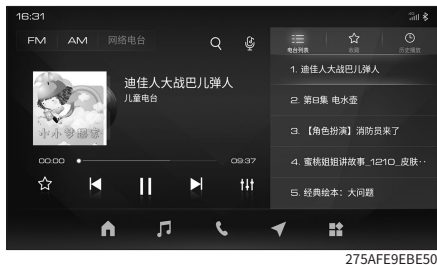 16:31
FM AM 网络电台
电台列表 收藏 历史播放
迪佳人大战巴儿弹人
儿童电台
小小梦想家
00:00 09:37
1. 迪佳人大战巴儿弹人
2. 第8集 电水壶
3. 【角色扮演】消防员来了
4. 蜜桃姐姐讲故事_1210_皮肤··
5. 经典绘本：大问题
275AFE9EBE50